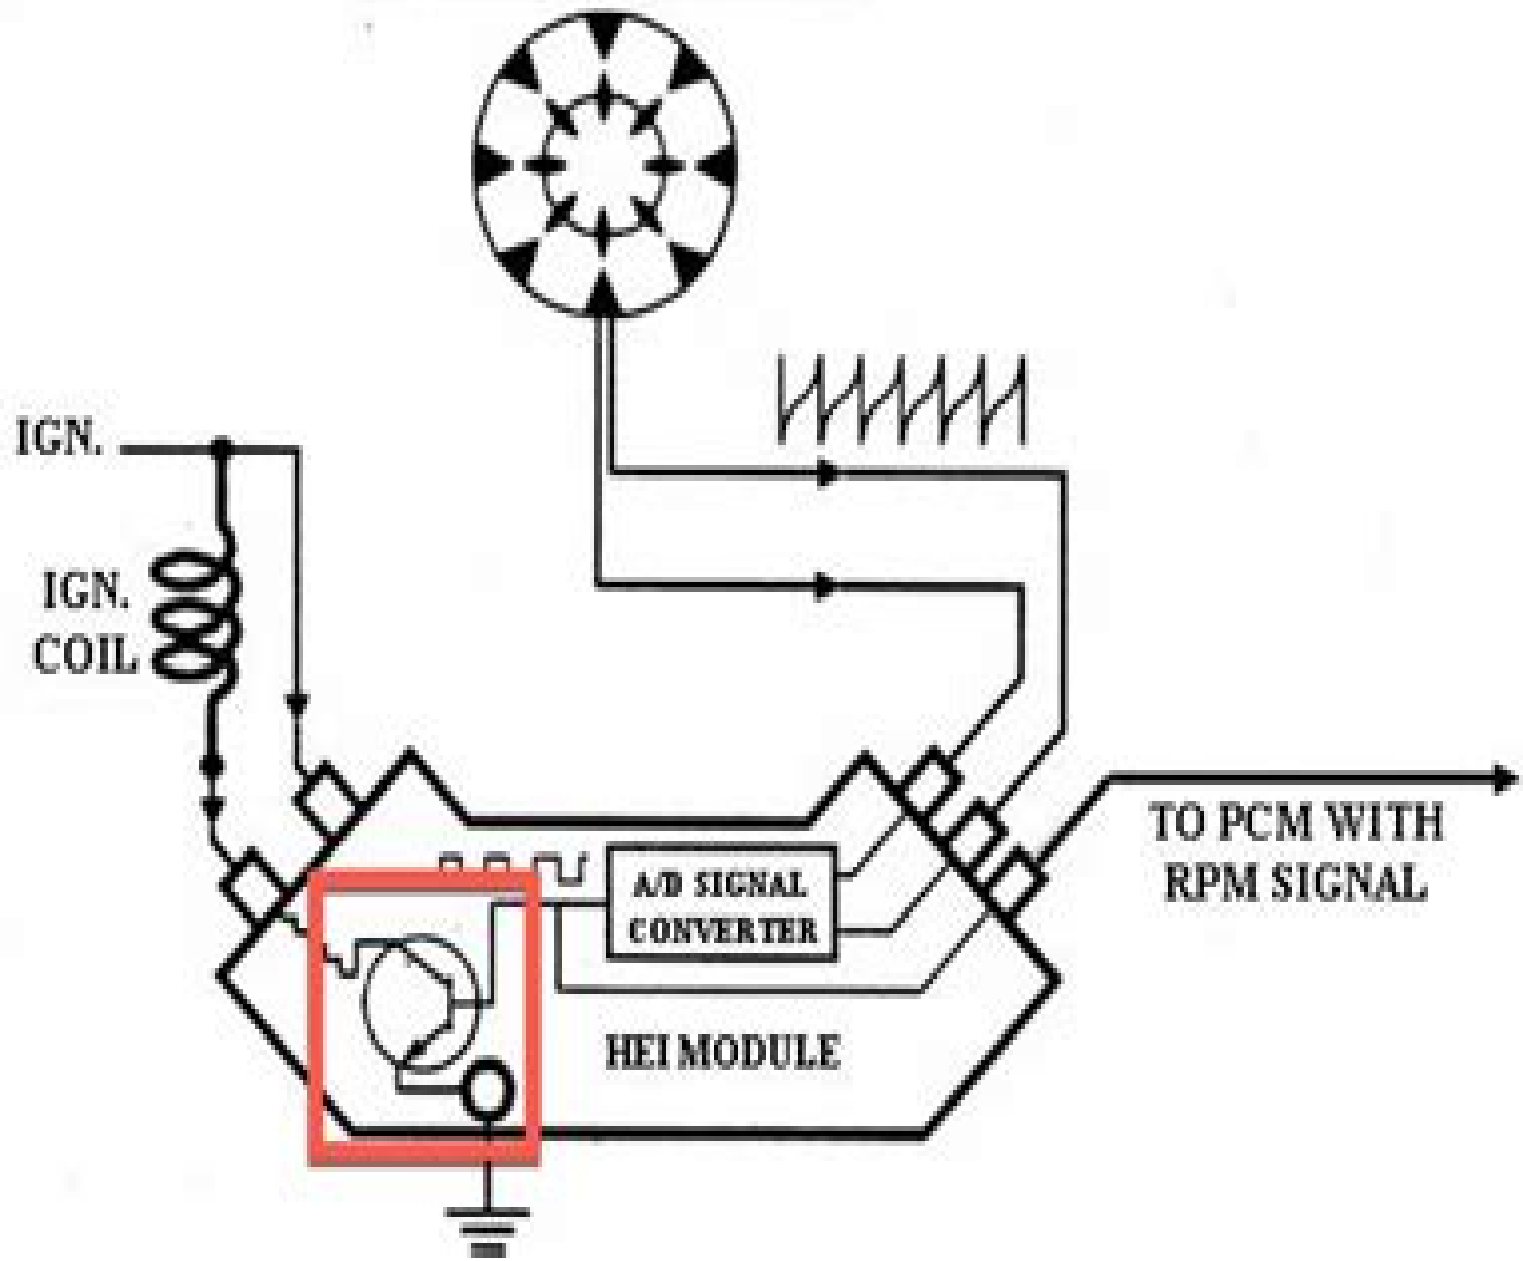 IGN.
IGN.
COIL
TO PCM WITH
RPM SIGNAL
A/D SIGNAL
CONVERTER
HEI MODULE